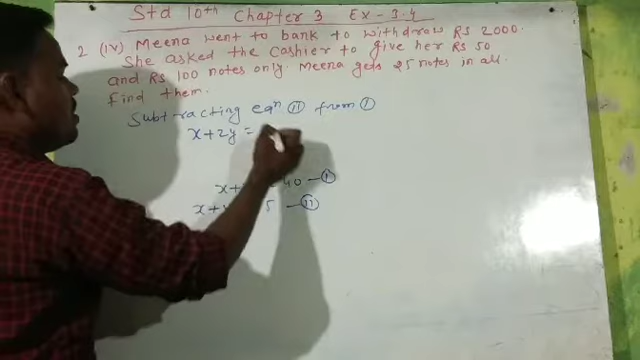 Std 10th Chapter 3 Ex - 3.4
2 (iv) Meena went to bank to withdraw Rs 2000.
She asked the Cashier to give her Rs 50
and Rs 100 notes only. Meena gets 25 notes in all.
Find them.
Subtracting eqn (ii) from (i)
x+2y =
x+ 40 — (i)
x+ 5 — (ii)